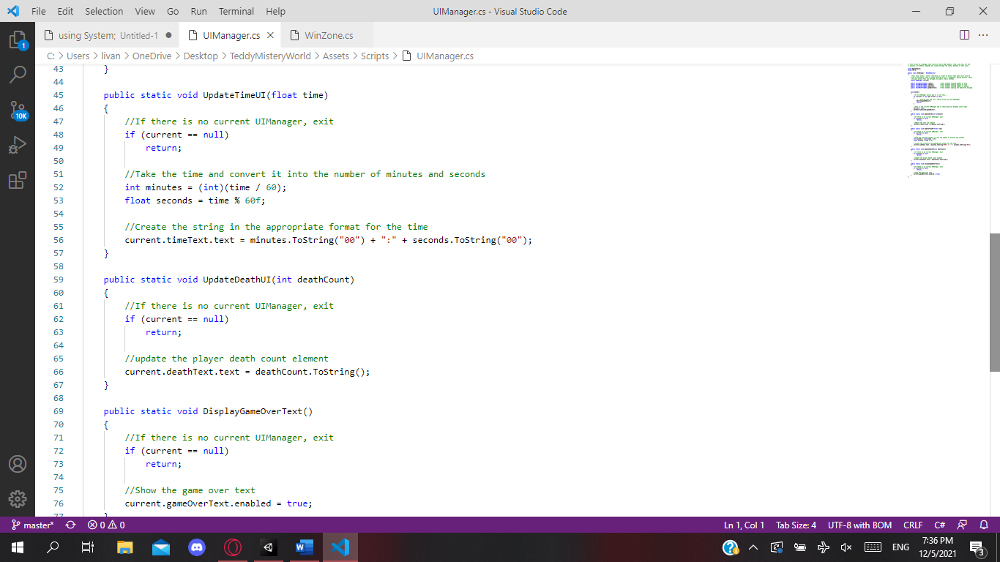 File Edit Selection View Go Run Terminal Help UIManager.cs - Visual Studio Code
using System; Untitled-1 UIManager.cs WinZone.cs
C: > Users > livan > OneDrive > Desktop > TeddyMisteryWorld > Assets > Scripts > UIManager.cs
1
10K
43 }
44
45 public static void UpdateTimeUI(float time)
46 {
47 //If there is no current UIManager, exit
48 if (current == null)
49 return;
50
51 //Take the time and convert it into the number of minutes and seconds
52 int minutes = (int)(time / 60);
53 float seconds = time % 60f;
54
55 //Create the string in the appropriate format for the time
56 current.timeText.text = minutes.ToString("00") + ":" + seconds.ToString("00");
57 }
58
59 public static void UpdateDeathUI(int deathCount)
60 {
61 //If there is no current UIManager, exit
62 if (current == null)
63 return;
64
65 //update the player death count element
66 current.deathText.text = deathCount.ToString();
67 }
68
69 public static void DisplayGameOverText()
70 {
71 //If there is no current UIManager, exit
72 if (current == null)
73 return;
74
75 //Show the game over text
76 current.gameOverText.enabled = true;
77 }
master* 0 0 Ln 1, Col 1 Tab Size: 4 UTF-8 with BOM CRLF C#
ENG 7:36 PM
12/5/2021 3